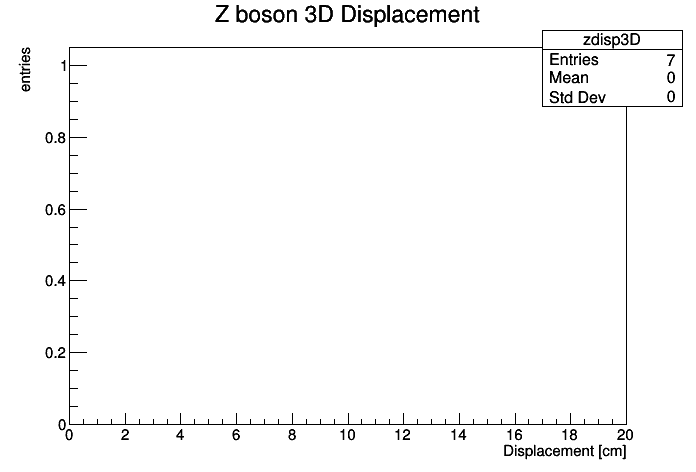 Z boson 3D Displacement
entries
zdisp3D
Entries 7
Mean 0
Std Dev 0
1
0.8
0.6
0.4
0.2
0
0 2 4 6 8 10 12 14 16 18 20
Displacement [cm]